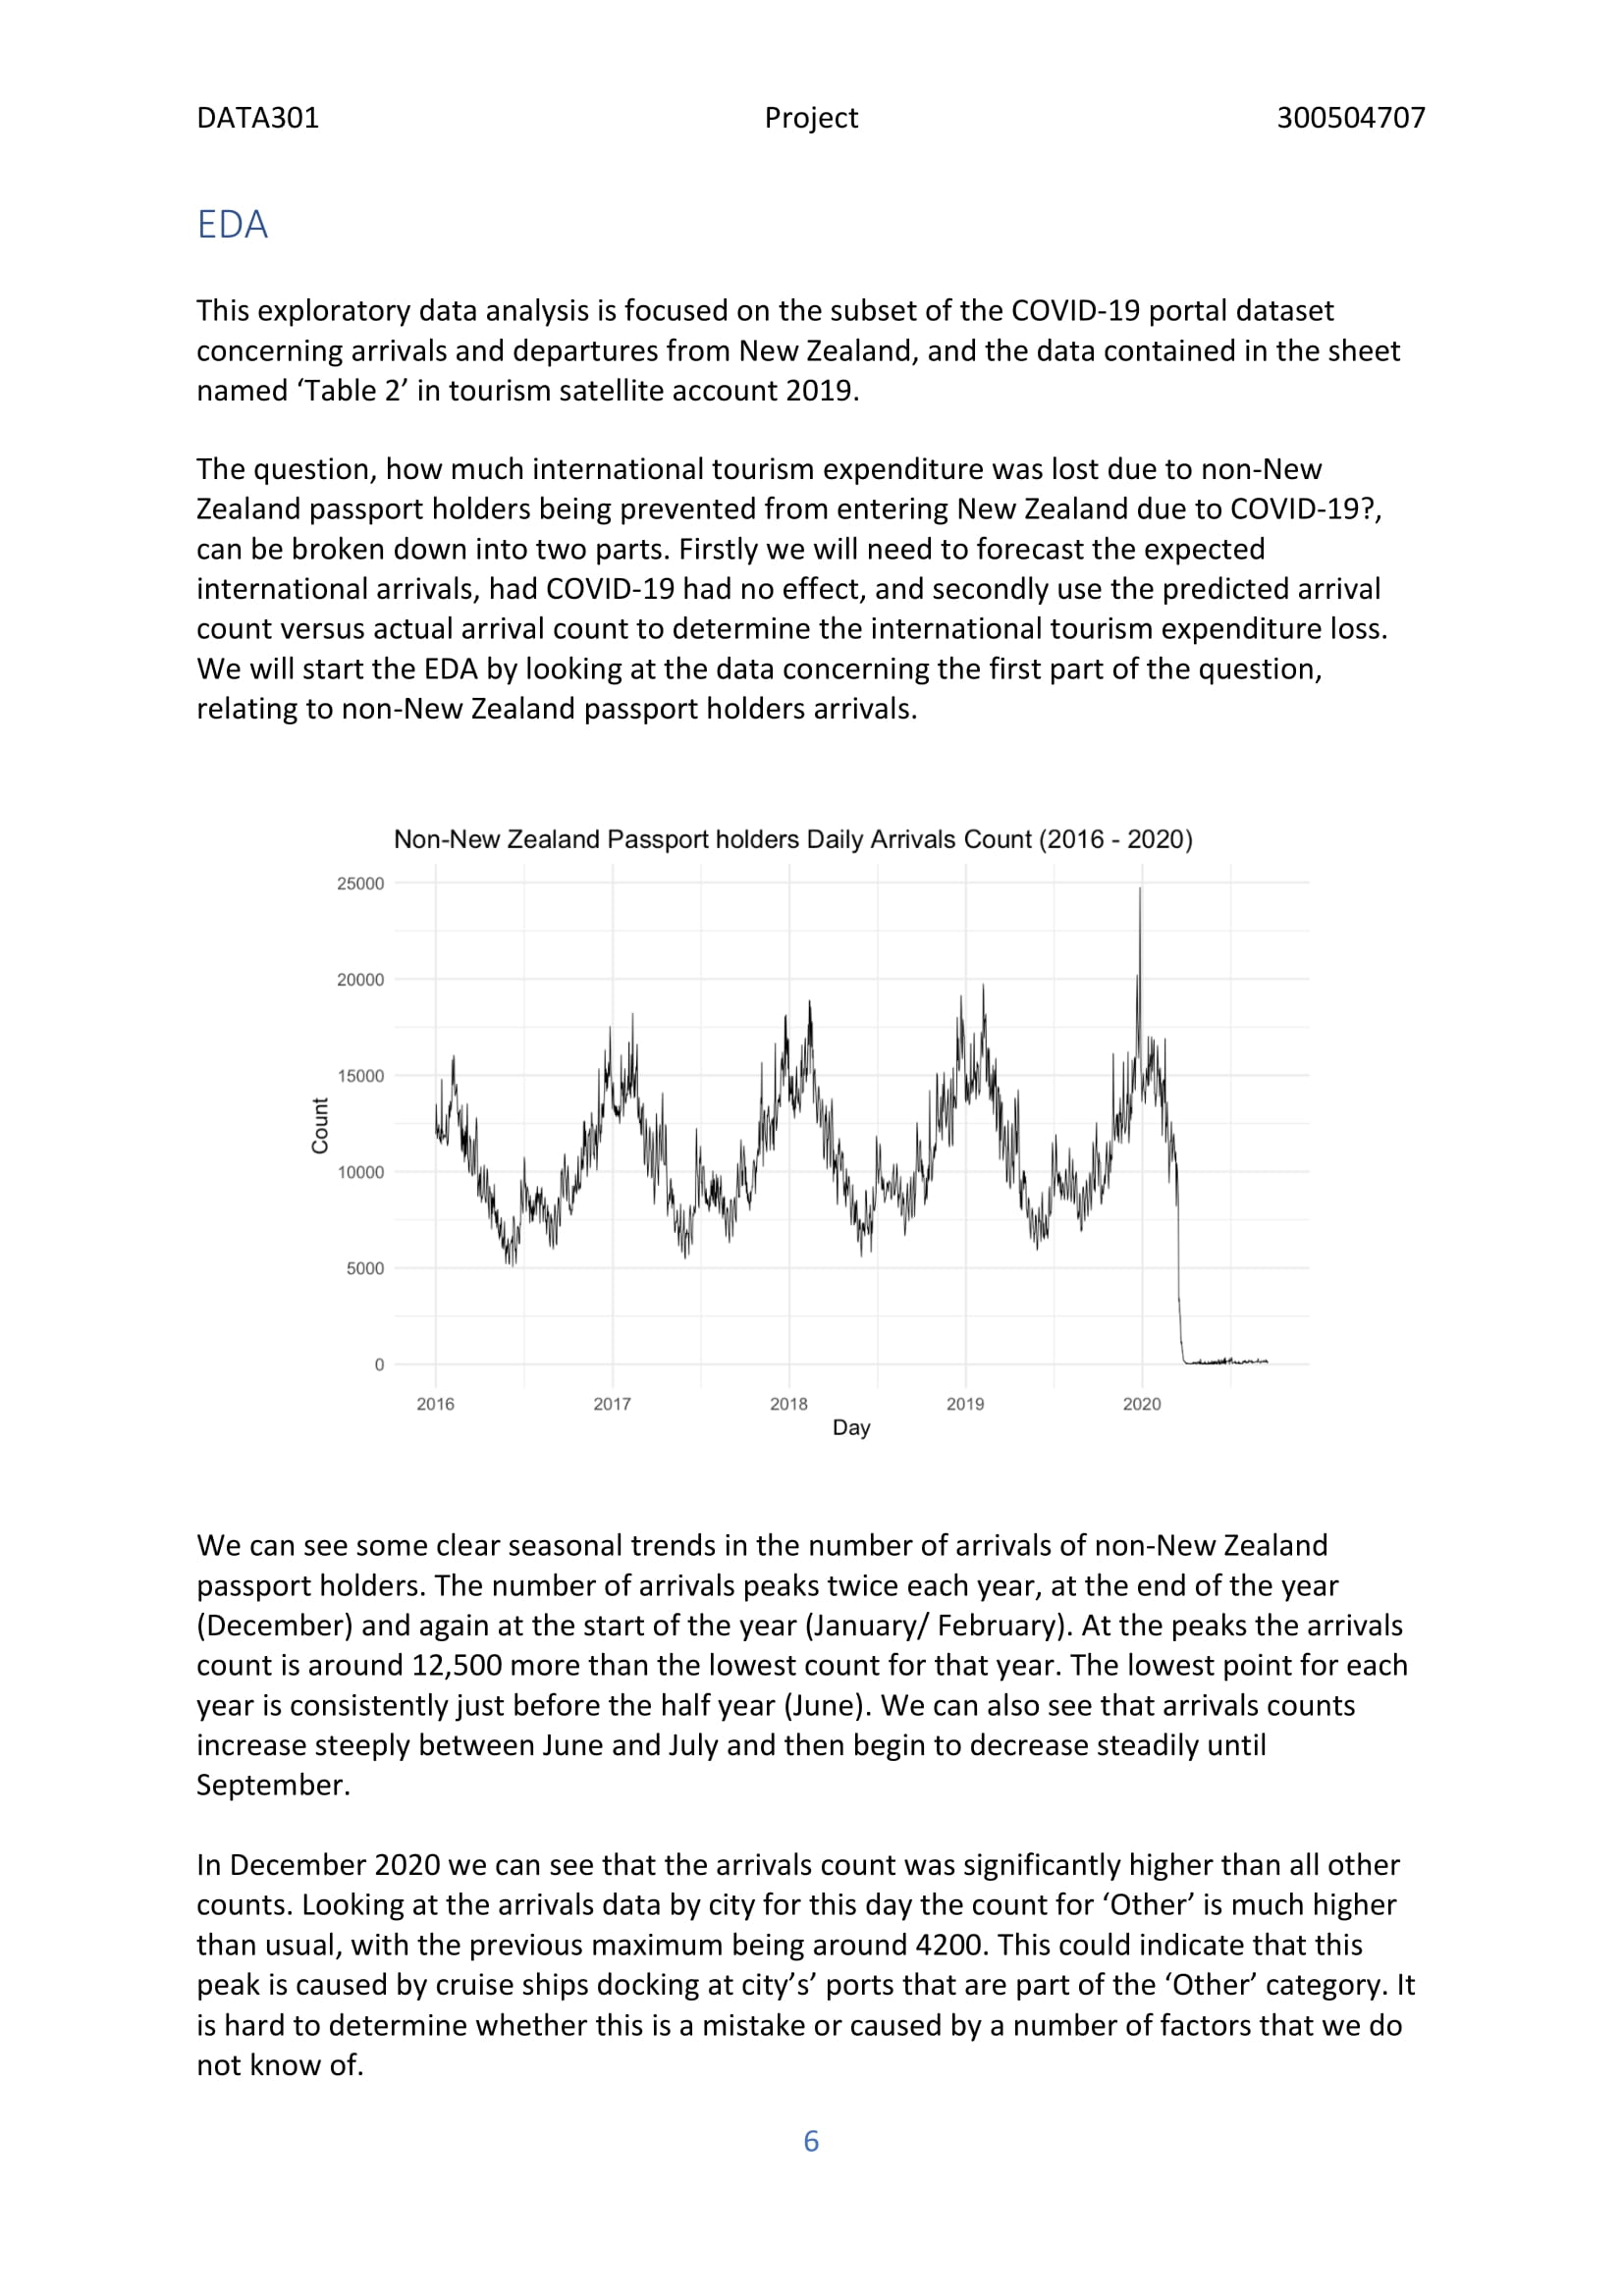 DATA301 Project 300504707
EDA
This exploratory data analysis is focused on the subset of the COVID-19 portal dataset
concerning arrivals and departures from New Zealand, and the data contained in the sheet
named ‘Table 2’ in tourism satellite account 2019.
The question, how much international tourism expenditure was lost due to non-New
Zealand passport holders being prevented from entering New Zealand due to COVID-19?,
can be broken down into two parts. Firstly we will need to forecast the expected
international arrivals, had COVID-19 had no effect, and secondly use the predicted arrival
count versus actual arrival count to determine the international tourism expenditure loss.
We will start the EDA by looking at the data concerning the first part of the question,
relating to non-New Zealand passport holders arrivals.
Non-New Zealand Passport holders Daily Arrivals Count (2016 - 2020)
25000
20000
15000
10000
5000
0
Count
2016 2017 2018 2019 2020
Day
We can see some clear seasonal trends in the number of arrivals of non-New Zealand
passport holders. The number of arrivals peaks twice each year, at the end of the year
(December) and again at the start of the year (January/ February). At the peaks the arrivals
count is around 12,500 more than the lowest count for that year. The lowest point for each
year is consistently just before the half year (June). We can also see that arrivals counts
increase steeply between June and July and then begin to decrease steadily until
September.
In December 2020 we can see that the arrivals count was significantly higher than all other
counts. Looking at the arrivals data by city for this day the count for ‘Other’ is much higher
than usual, with the previous maximum being around 4200. This could indicate that this
peak is caused by cruise ships docking at city’s’ ports that are part of the ‘Other’ category. It
is hard to determine whether this is a mistake or caused by a number of factors that we do
not know of.
6